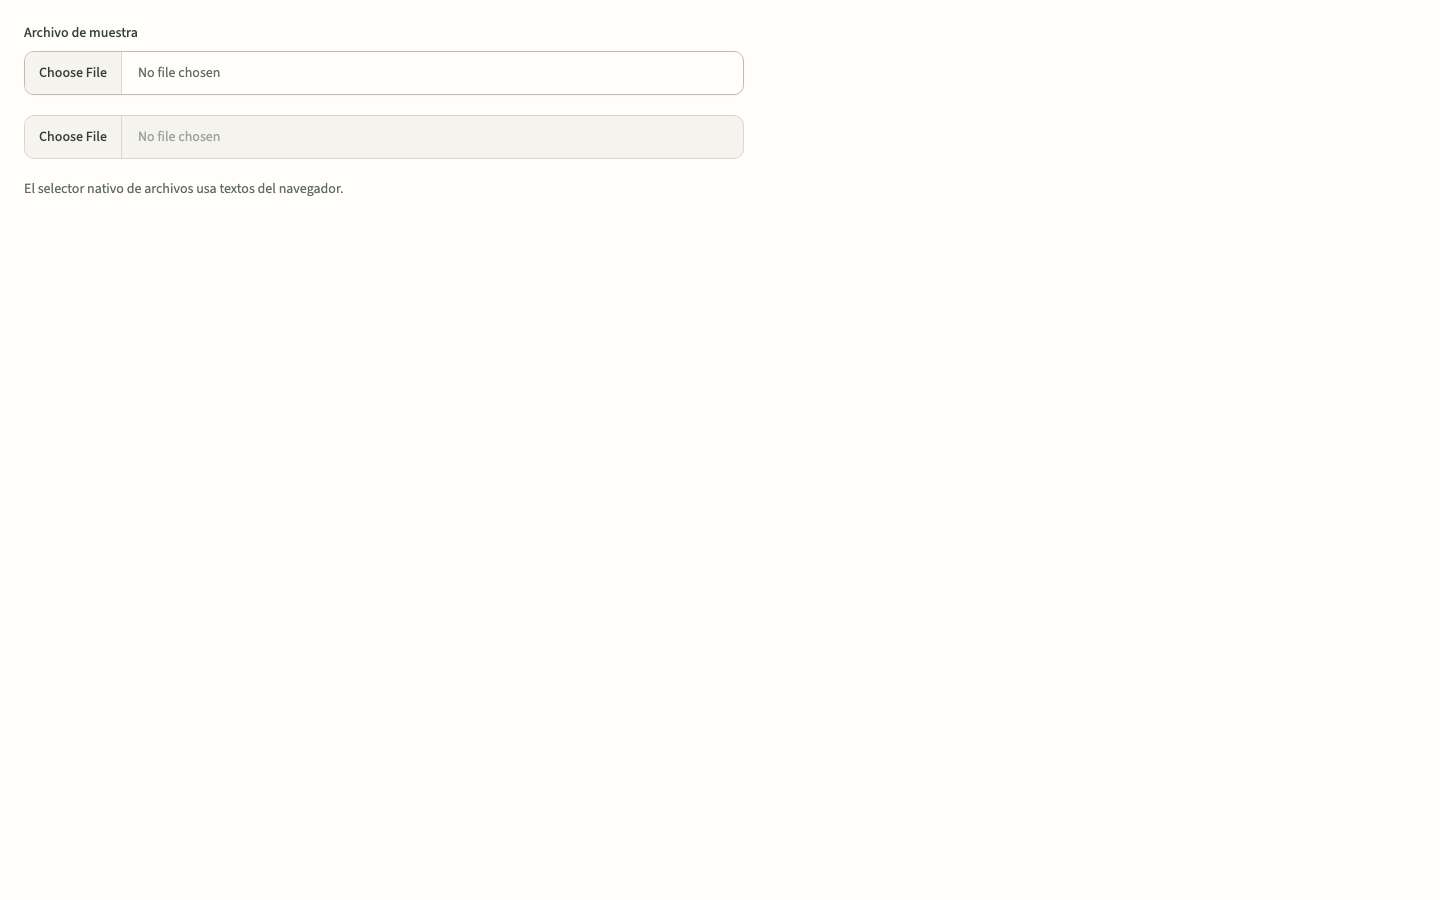 Archivo de muestra
Choose File No file chosen
Choose File No file chosen
El selector nativo de archivos usa textos del navegador.